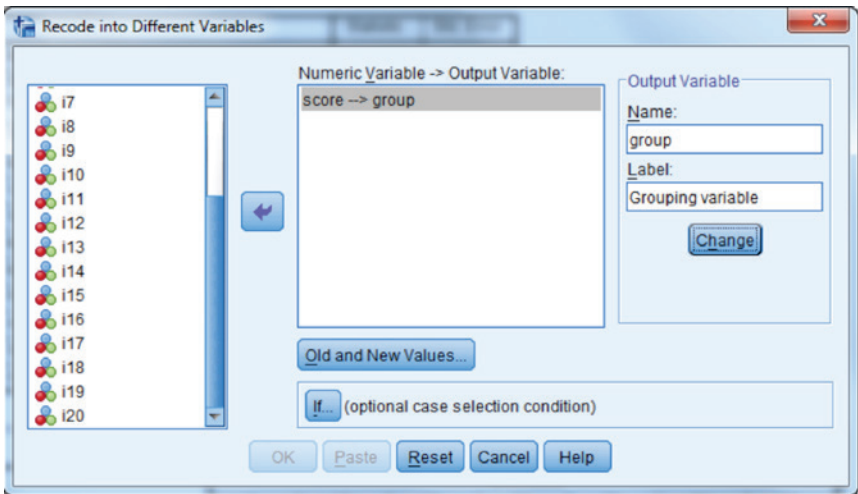 Recode into Different Variables
i7
i8
i9
i10
i11
i12
i13
i14
i15
i16
i17
i18
i19
i20
Numeric Variable -> Output Variable:
score --> group
Output Variable
Name:
group
Label:
Grouping variable
Change
Old and New Values...
If... (optional case selection condition)
OK Paste Reset Cancel Help